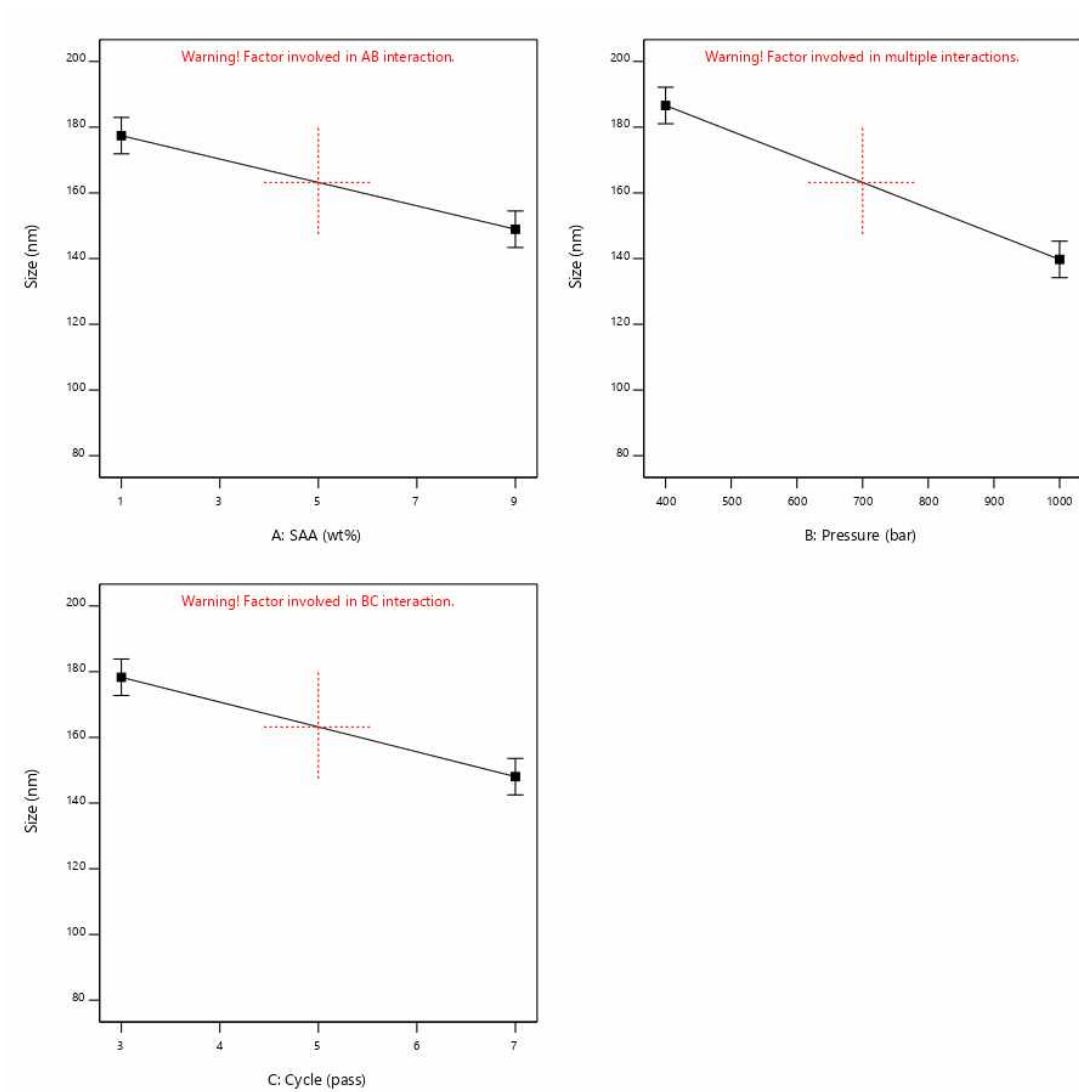 Warning! Factor involved in AB interaction.
200
180
160
140
120
100
80
Size (nm)
1 3 5 7 9
A: SAA (wt%)
Warning! Factor involved in multiple interactions.
200
180
160
140
120
100
80
Size (nm)
400 500 600 700 800 900 1000
B: Pressure (bar)
Warning! Factor involved in BC interaction.
200
180
160
140
120
100
80
Size (nm)
3 4 5 6 7
C: Cycle (pass)